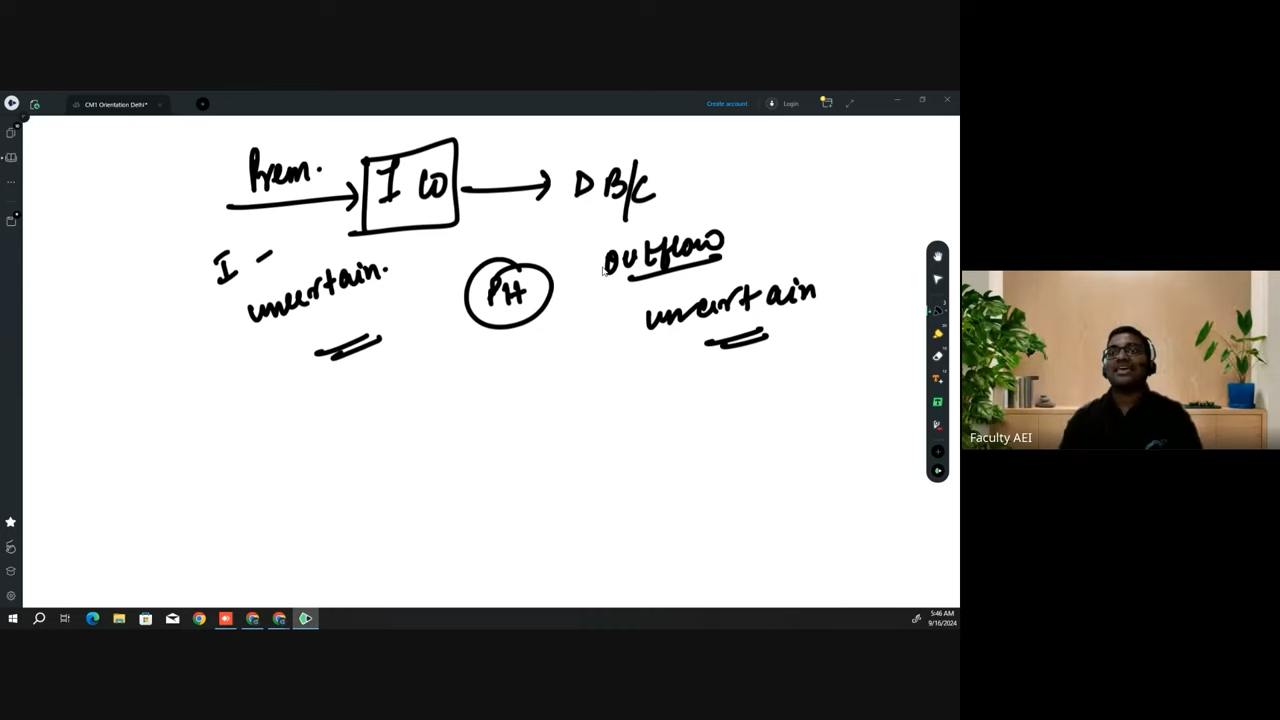 CM1 Orientation Delhi*
Create account
Login
Prem.
I Co
D B/C
outflow
I -
uncertain.
PH
uncertain
Faculty AEI
5:46 AM
9/16/2024